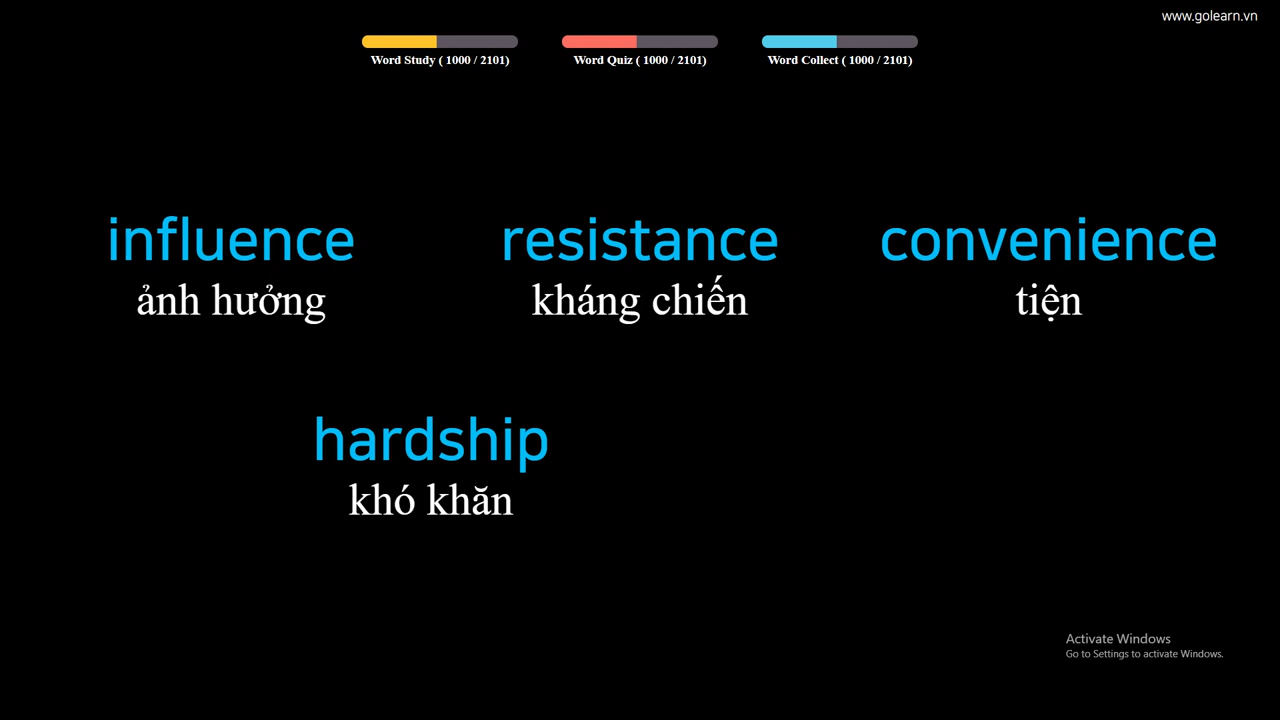 www.golearn.vn
Word Study ( 1000 / 2101) Word Quiz ( 1000 / 2101) Word Collect ( 1000 / 2101)
influence resistance convenience
ảnh hưởng kháng chiến tiện
hardship
khó khăn
Activate Windows
Go to Settings to activate Windows.